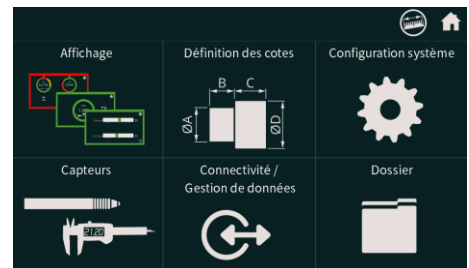 Affichage
Définition des cotes
Configuration système
B
C
ØA
ØD
Capteurs
Connectivité /
Gestion de données
Dossier